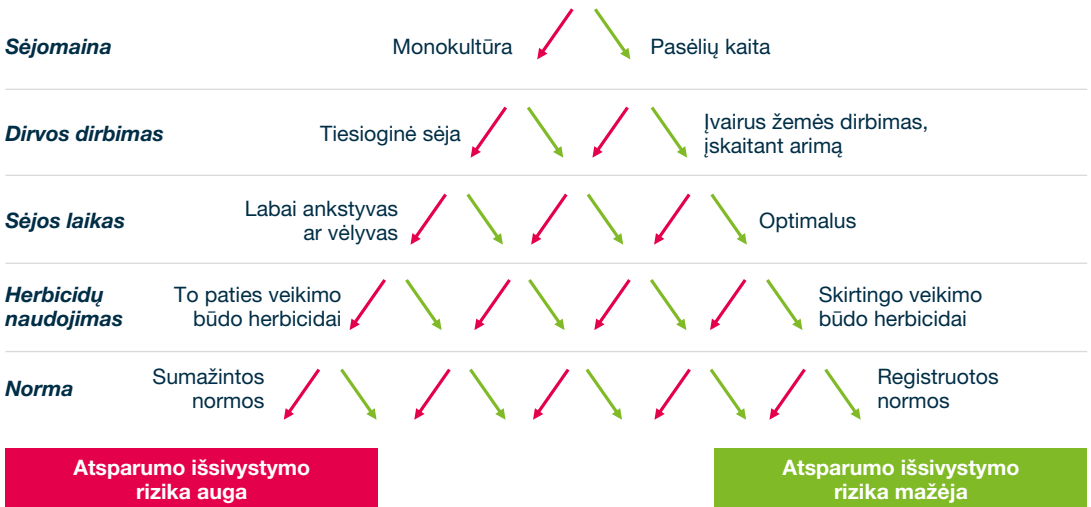 Sėjomaina
Monokultūra
Pasėlių kaita
Dirvos dirbimas
Tiesioginė sėja
Įvairus žemės dirbimas,
įskaitant arimą
Sėjos laikas
Labai ankstyvas
ar vėlyvas
Optimalus
Herbicidų
naudojimas
To paties veikimo
būdo herbicidai
Skirtingo veikimo
būdo herbicidai
Norma
Sumažintos
normos
Registruotos
normos
Atsparumo išsivystymo
rizika auga
Atsparumo išsivystymo
rizika mažėja